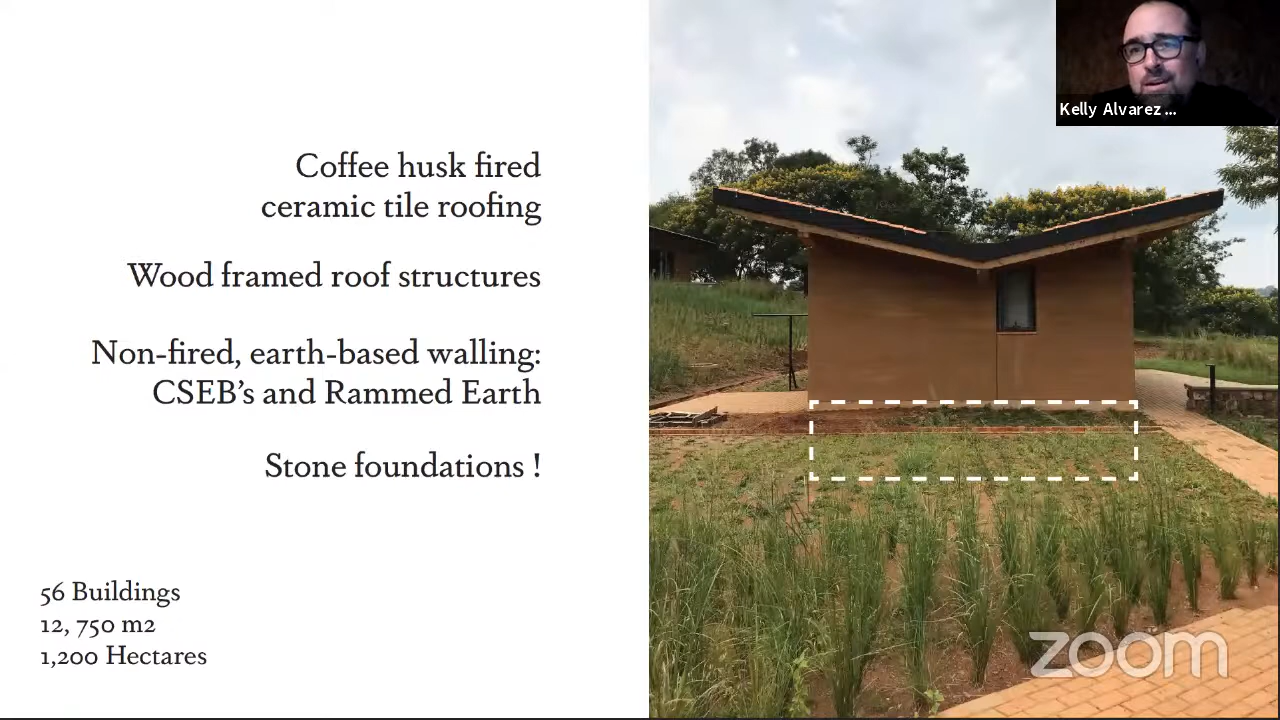 Coffee husk fired
ceramic tile roofing
Wood framed roof structures
Non-fired, earth-based walling:
CSEB's and Rammed Earth
Stone foundations !
56 Buildings
12, 750 m2
1,200 Hectares
Kelly Alvarez ...
zoom